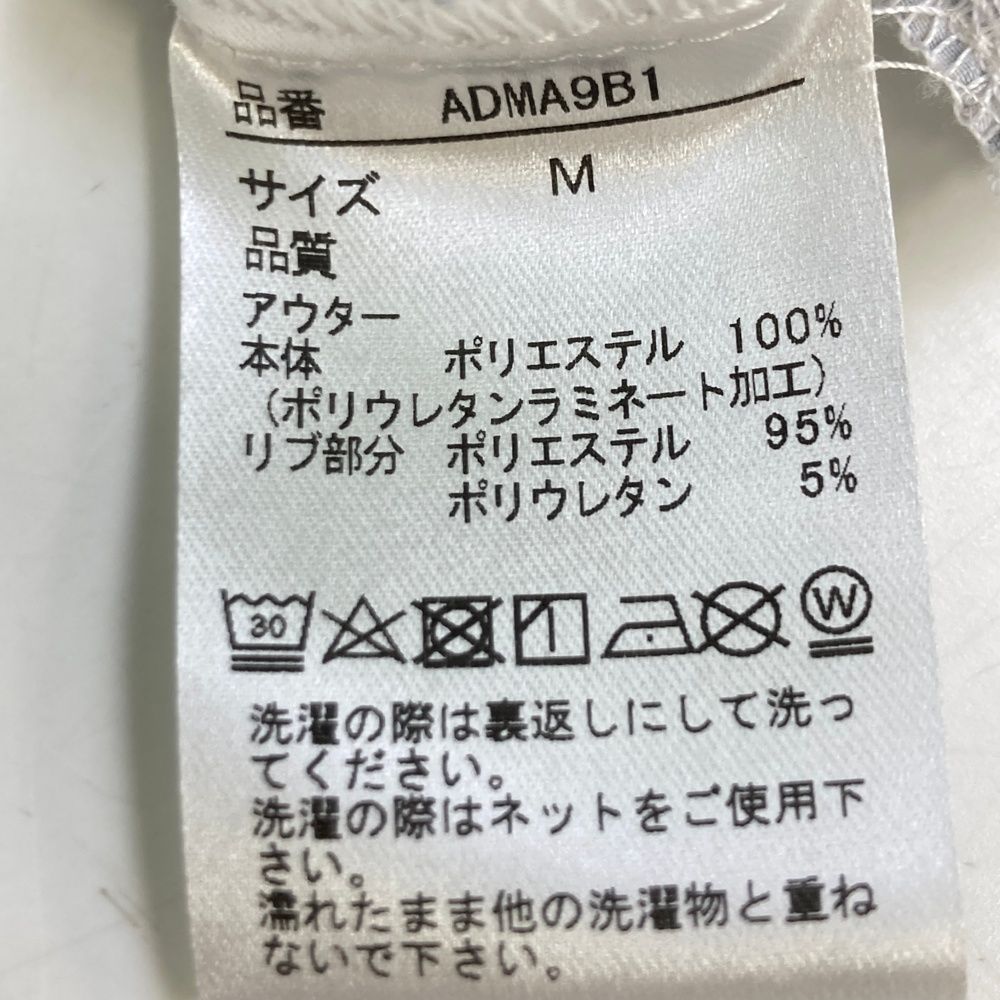 品番 ADMA9B1
サイズ M
品質
アウター
本体 ポリエステル 100%
（ポリウレタンラミネート加工）
リブ部分 ポリエステル 95%
ポリウレタン 5%
30 W
洗濯の際は裏返しにして洗っ
てください。
洗濯の際はネットをご使用下
さい。
濡れたまま他の洗濯物と重ね
ないで下さい。